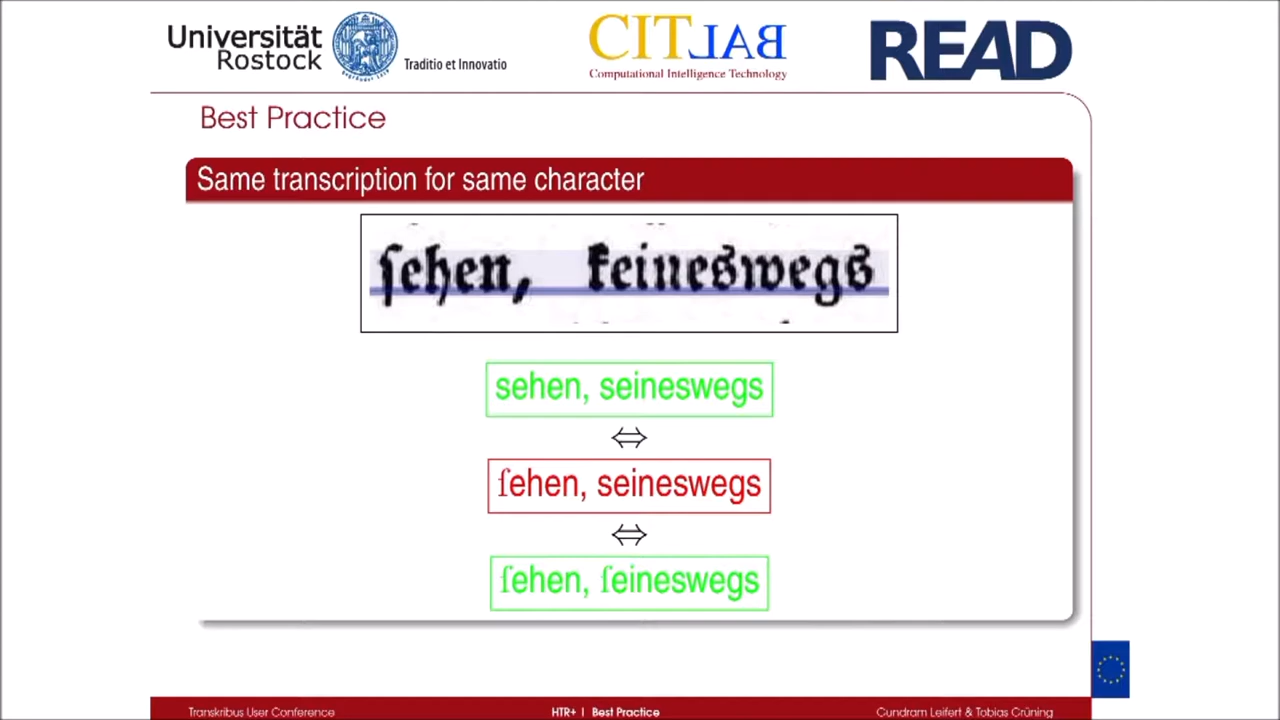 Universität
Rostock
Traditio et Innovatio
CITLAB
Computational Intelligence Technology
READ
Best Practice
Same transcription for same character
ſehen, keineswegs
sehen, seineswegs
⇔
ſehen, seineswegs
⇔
ſehen, ſeineswegs
Transkribus User Conference
HTR+ | Best Practice
Gundram Leifert & Tobias Grüning